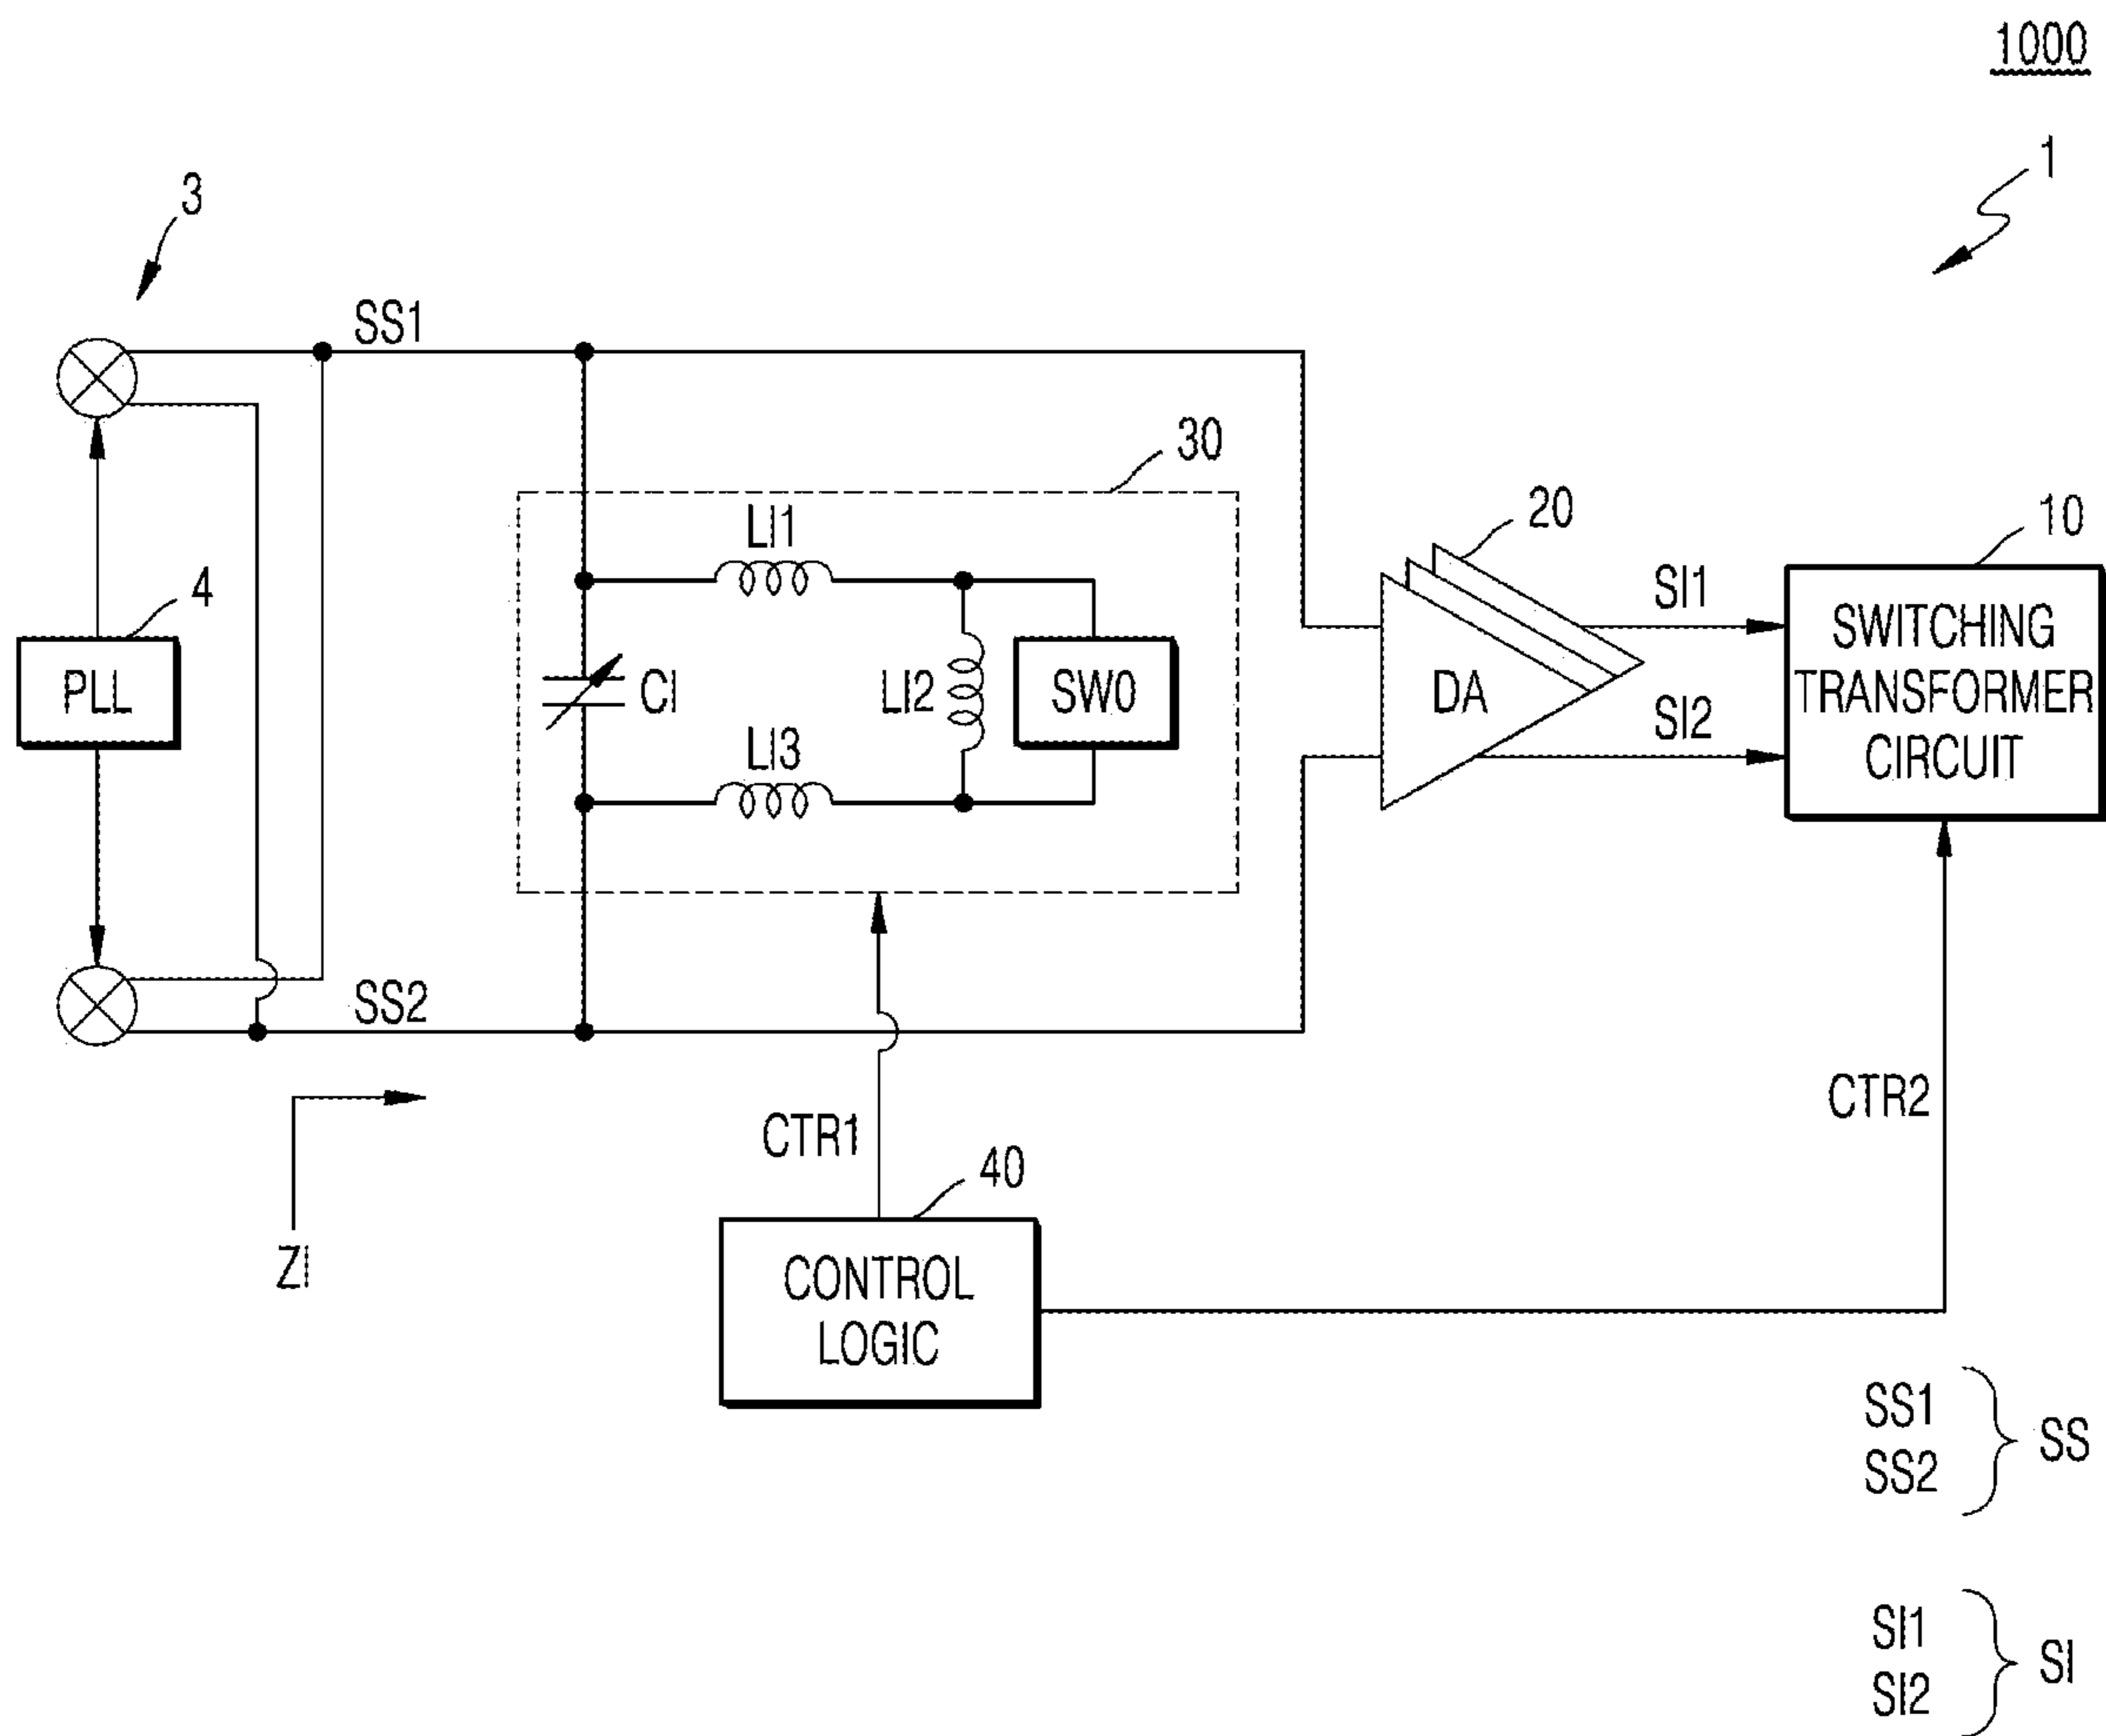 1000
1
3
SS1
30
LI1
20
10
4
SI1
SWITCHING
TRANSFORMER
CIRCUIT
PLL
CI
LI2
SW0
DA
SI2
LI3
SS2
CTR1
CTR2
40
ZI
CONTROL
LOGIC
SS1
SS2
SS
SI1
SI2
SI